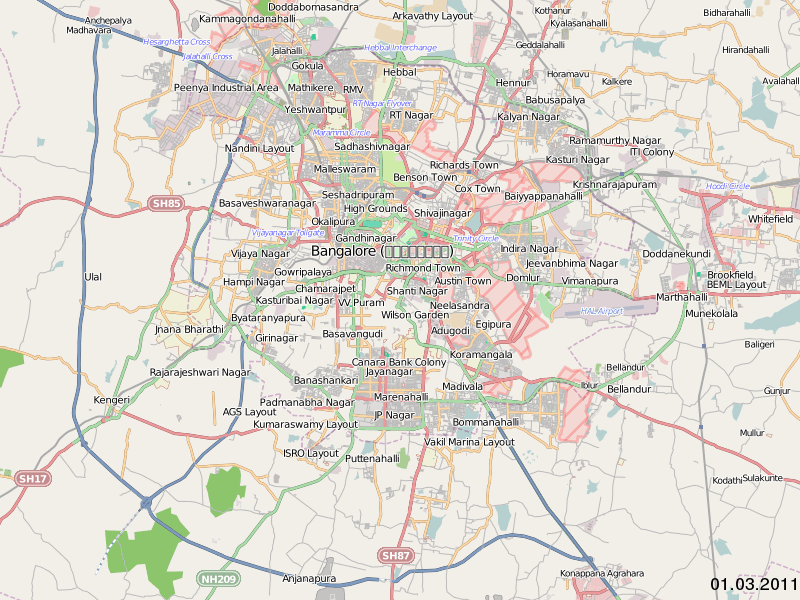 Doddabomasandra
Kammagondanahalli
Anchepalya
Madhavara
Arkavathy Layout
Kothanur
Kyalasanahalli
Bidharahalli
Hesarghetta Cross
Jalahalli
Jalahalli Cross
Hebbal Interchange
Geddalahalli
Hirandahalli
Gokula
Hebbal
Horamavu
Kalkere
Avalahalli
Peenya Industrial Area
Mathikere
RMV
Hennur
Babusapalya
Yeshwantpur
RT Nagar Flyover
RT Nagar
Kalyan Nagar
Maramma Circle
Sadhashivnagar
Ramamurthy Nagar
ITI Colony
Nandini Layout
Kasturi Nagar
Malleswaram
Richards Town
Benson Town
Cox Town
Krishnarajapuram
Hoodi Circle
Seshadripuram
Baiyyappanahalli
SH85
Basaveshwaranagar
High Grounds
Shivajinagar
Whitefield
Okalipura
Vijayanagar Tollgate
Gandhinagar
Trinity Circle
Vijaya Nagar
Bangalore
Indira Nagar
Doddanekundi
Jeevanbhima Nagar
Ulal
Gowripalaya
Richmond Town
Brookfield
Hampi Nagar
Chamarajpet
Austin Town
Domlur
Vimanapura
BEML Layout
Kasturibai Nagar
VV.Puram
Shanti Nagar
Marthahalli
Neelasandra
Byataranyapura
Wilson Garden
HAL Airport
Munekolala
Jnana Bharathi
Egipura
Girinagar
Basavangudi
Adugodi
Baligeri
Koramangala
Rajarajeshwari Nagar
Canara Bank Colony
Jayanagar
Bellandur
Banashankari
Madivala
Iblur
Bellandur
Gunjur
Kengeri
Padmanabha Nagar
Marenahalli
AGS Layout
JP Nagar
Kumaraswamy Layout
Bommanahalli
Mullur
Vakil Marina Layout
ISRO Layout
Puttenahalli
SH17
Kodathi
Sulakunte
SH87
NH209
Anjanapura
Konappana Agrahara
01.03.2011